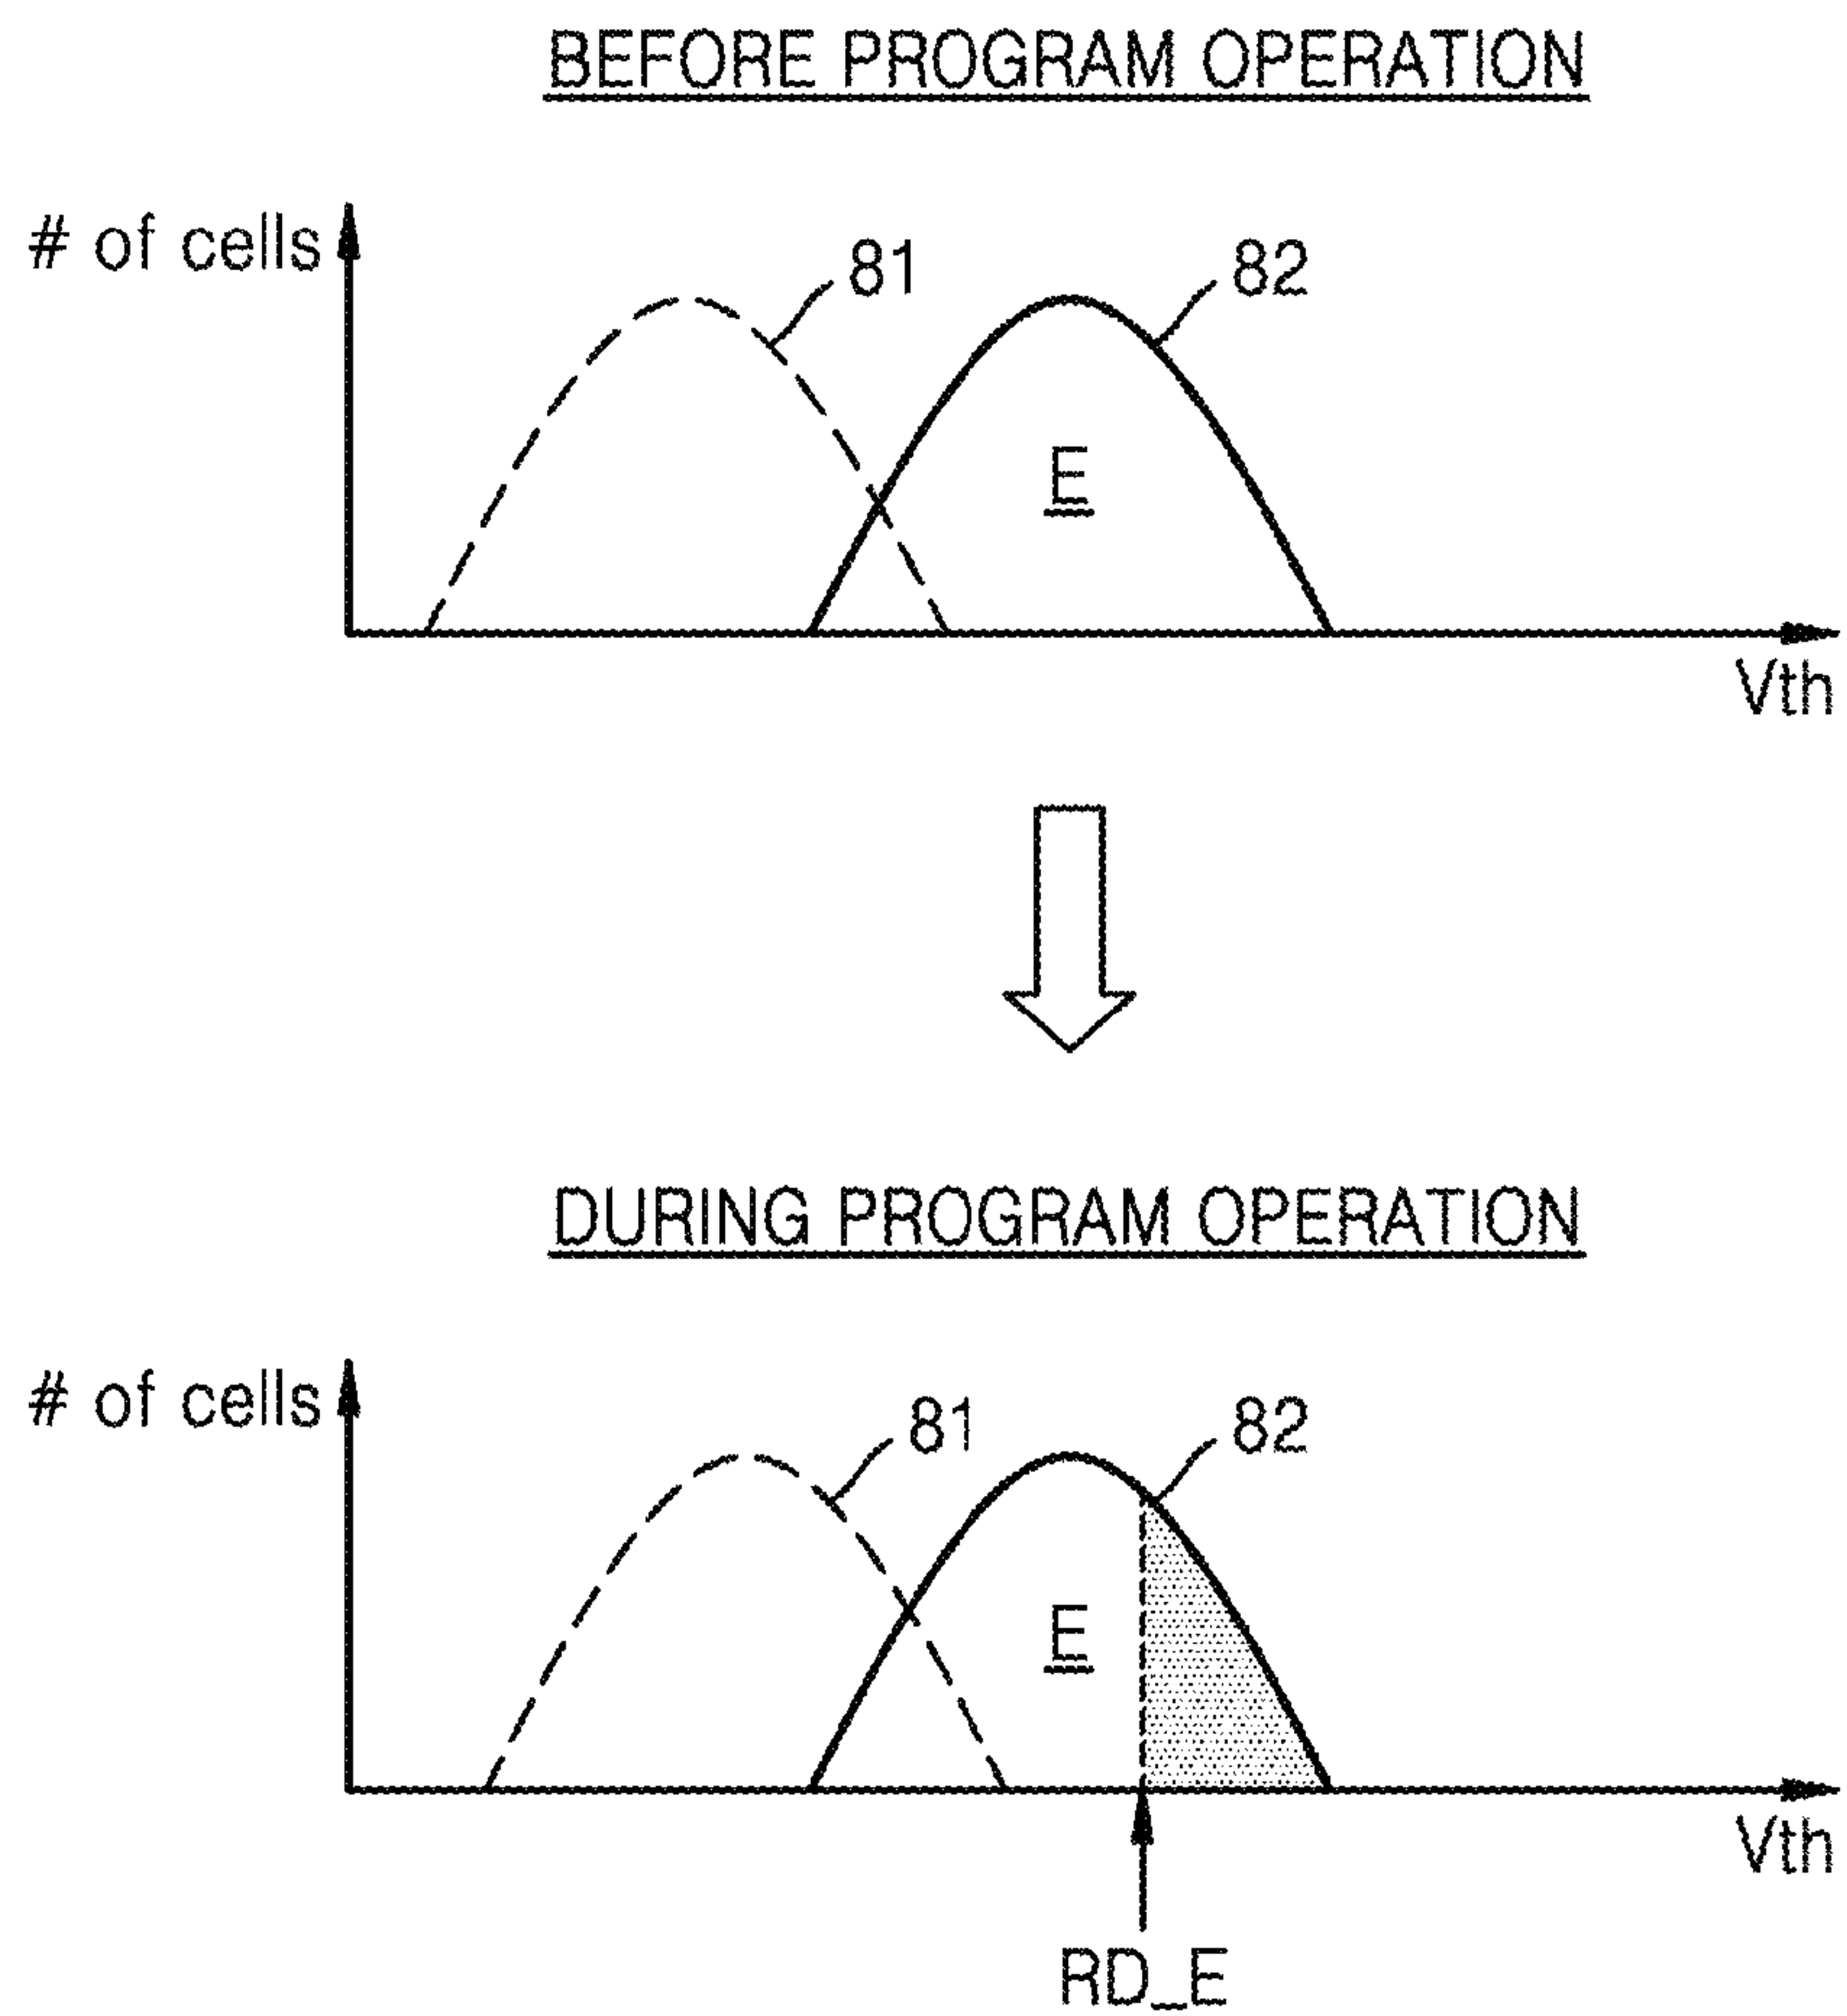 BEFORE PROGRAM OPERATION
# of cells
81
82
E
Vth
DURING PROGRAM OPERATION
# of cells
81
82
E
Vth
RD_E